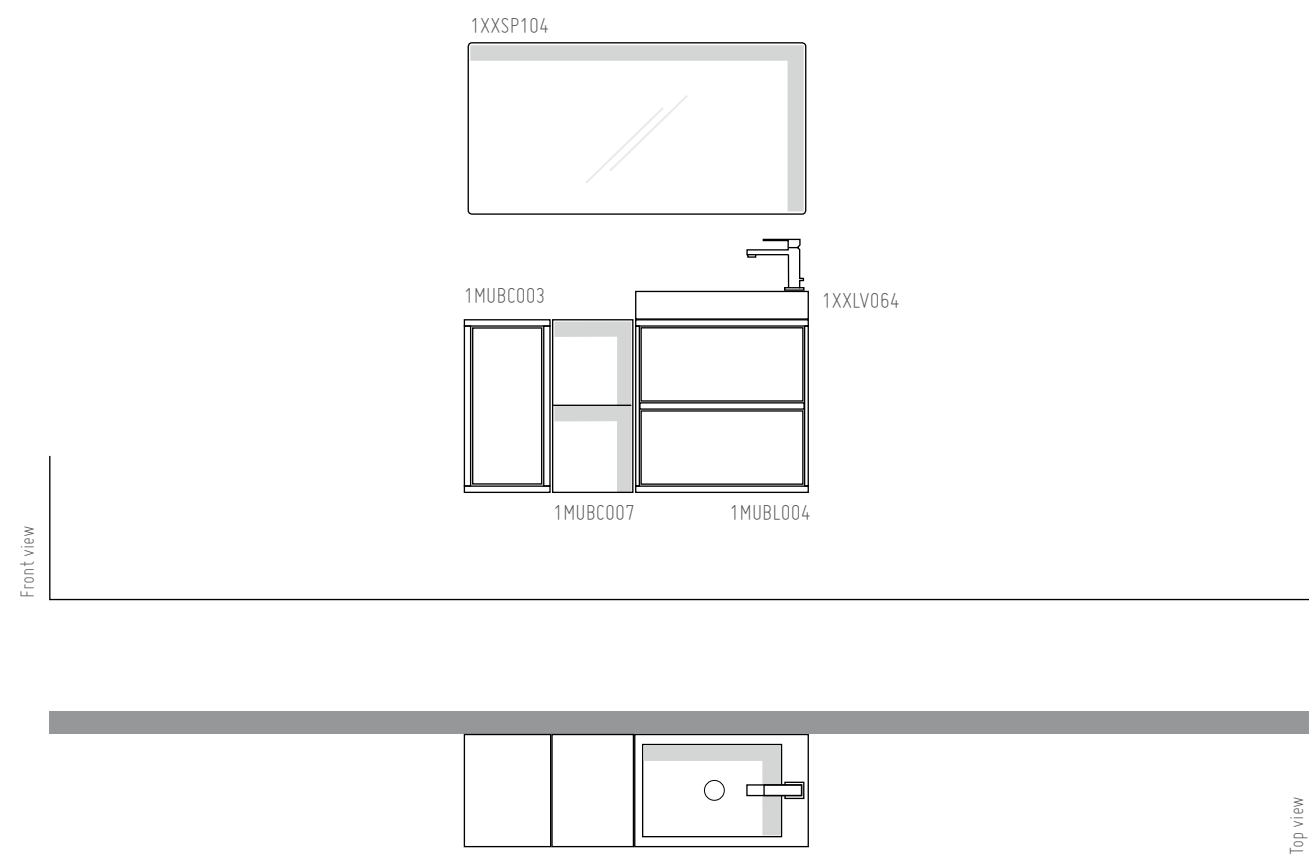 1XXSP104
1MUBC003
1XXLV064
1MUBC007
1MUBL004
Front view
Top view